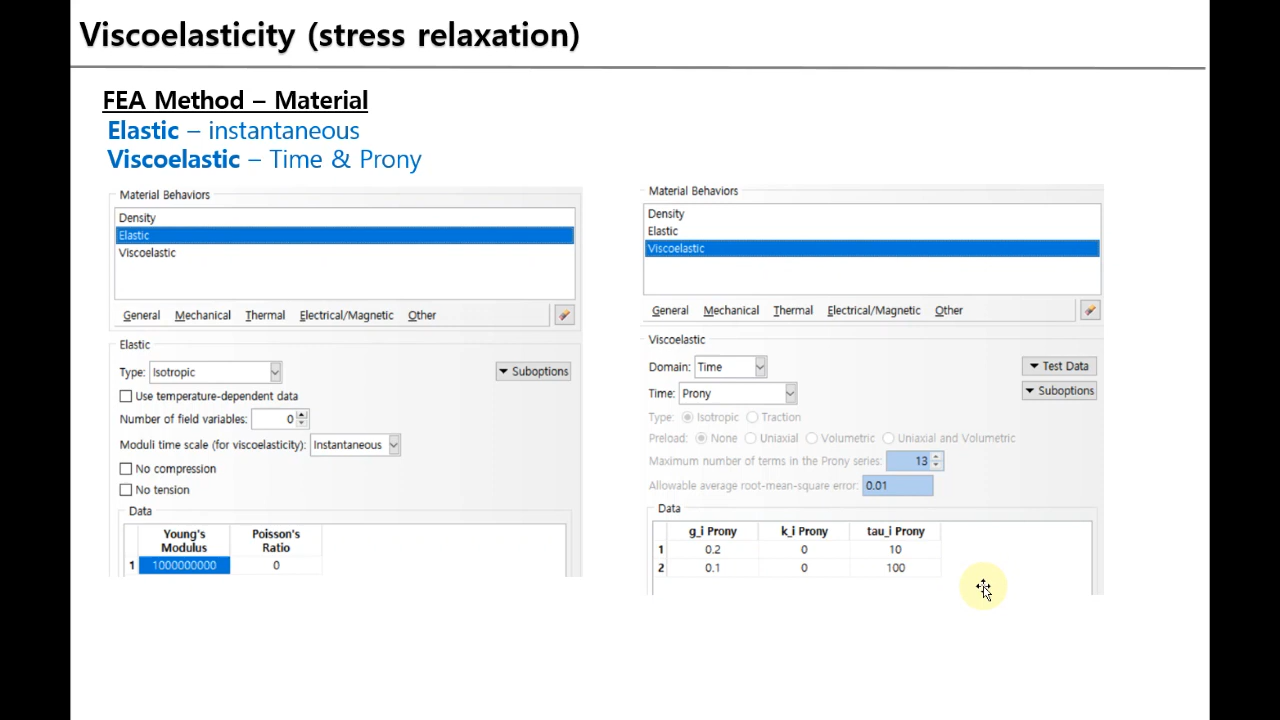 Viscoelasticity (stress relaxation)
FEA Method – Material
Elastic – instantaneous
Viscoelastic – Time & Prony
Material Behaviors
Density
Elastic
Viscoelastic
General Mechanical Thermal Electrical/Magnetic Other
Elastic
Type: Isotropic
Suboptions
Use temperature-dependent data
Number of field variables: 0
Moduli time scale (for viscoelasticity): Instantaneous
No compression
No tension
Data
Young's Modulus Poisson's Ratio
1 1000000000 0
Material Behaviors
Density
Elastic
Viscoelastic
General Mechanical Thermal Electrical/Magnetic Other
Viscoelastic
Domain: Time
Test Data
Time: Prony
Suboptions
Type: Isotropic Traction
Preload: None Uniaxial Volumetric Uniaxial and Volumetric
Maximum number of terms in the Prony series: 13
Allowable average root-mean-square error: 0.01
Data
g_i Prony k_i Prony tau_i Prony
1 0.2 0 10
2 0.1 0 100